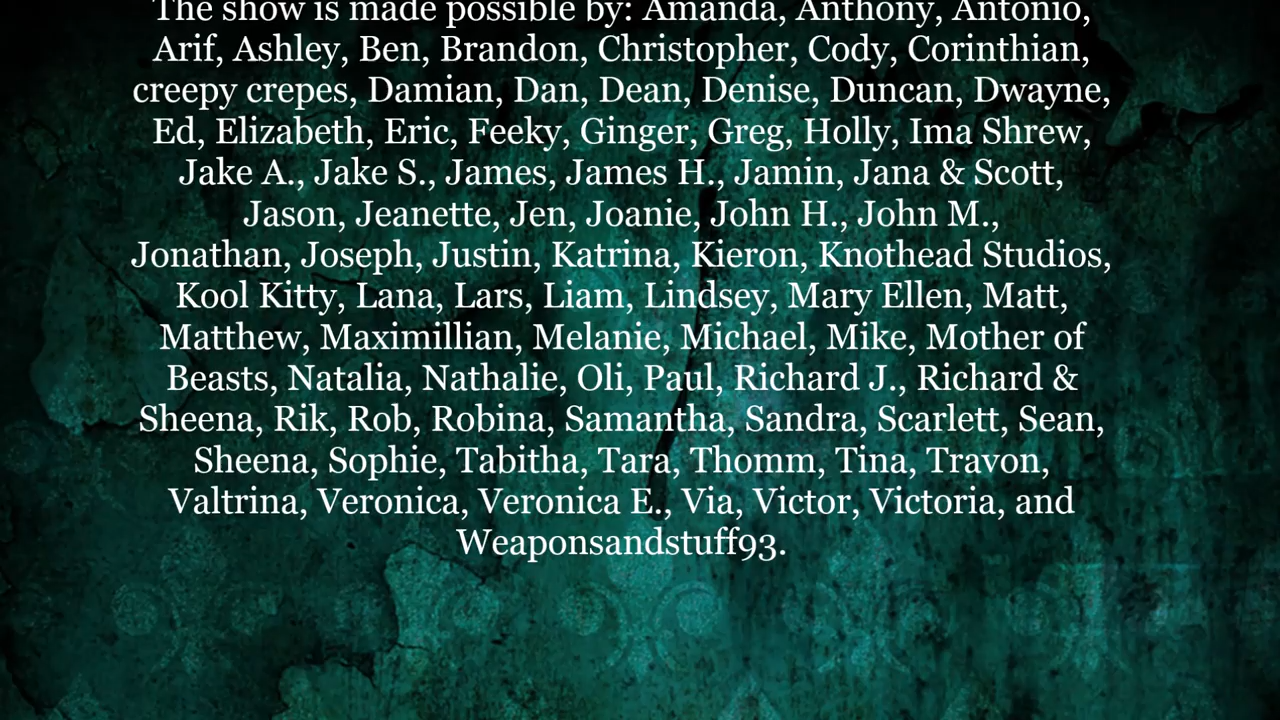 The show is made possible by: Amanda, Anthony, Antonio,
Arif, Ashley, Ben, Brandon, Christopher, Cody, Corinthian,
creepy crepes, Damian, Dan, Dean, Denise, Duncan, Dwayne,
Ed, Elizabeth, Eric, Feeky, Ginger, Greg, Holly, Ima Shrew,
Jake A., Jake S., James, James H., Jamin, Jana & Scott,
Jason, Jeanette, Jen, Joanie, John H., John M.,
Jonathan, Joseph, Justin, Katrina, Kieron, Knothead Studios,
Kool Kitty, Lana, Lars, Liam, Lindsey, Mary Ellen, Matt,
Matthew, Maximillian, Melanie, Michael, Mike, Mother of
Beasts, Natalia, Nathalie, Oli, Paul, Richard J., Richard &
Sheena, Rik, Rob, Robina, Samantha, Sandra, Scarlett, Sean,
Sheena, Sophie, Tabitha, Tara, Thomm, Tina, Travon,
Valtrina, Veronica, Veronica E., Via, Victor, Victoria, and
Weaponsandstuff93.